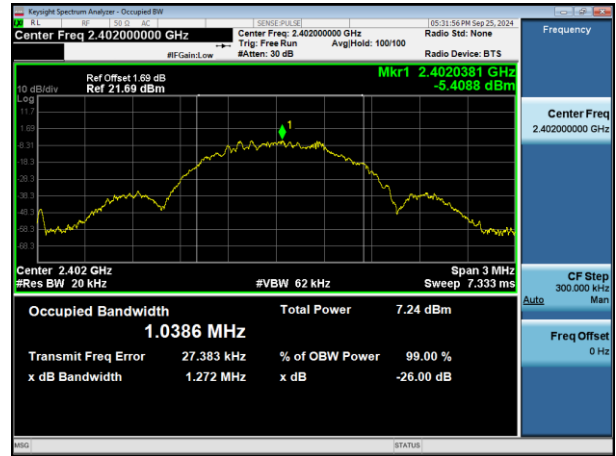 Keysight Spectrum Analyzer - Occupied BW
RL RF 50 Ω AC SENSE:PULSE 05:31:56 PM Sep 25, 2024
Center Freq 2.402000000 GHz
Center Freq: 2.402000000 GHz
Radio Std: None
Trig: Free Run Avg|Hold: 100/100
#IFGain:Low #Atten: 30 dB Radio Device: BTS
Frequency
Ref Offset 1.69 dB
10 dB/div Ref 21.69 dBm
Mkr1 2.4020381 GHz
-5.4088 dBm
Log
11.7
1.69
-8.31
-18.3
-28.3
-38.3
-48.3
-58.3
-68.3
1
Center 2.402 GHz Span 3 MHz
#Res BW 20 kHz #VBW 62 kHz Sweep 7.333 ms
Occupied Bandwidth Total Power 7.24 dBm
1.0386 MHz
Transmit Freq Error 27.383 kHz % of OBW Power 99.00 %
x dB Bandwidth 1.272 MHz x dB -26.00 dB
Center Freq
2.402000000 GHz
CF Step
300.000 kHz
Auto Man
Freq Offset
0 Hz
MSG STATUS